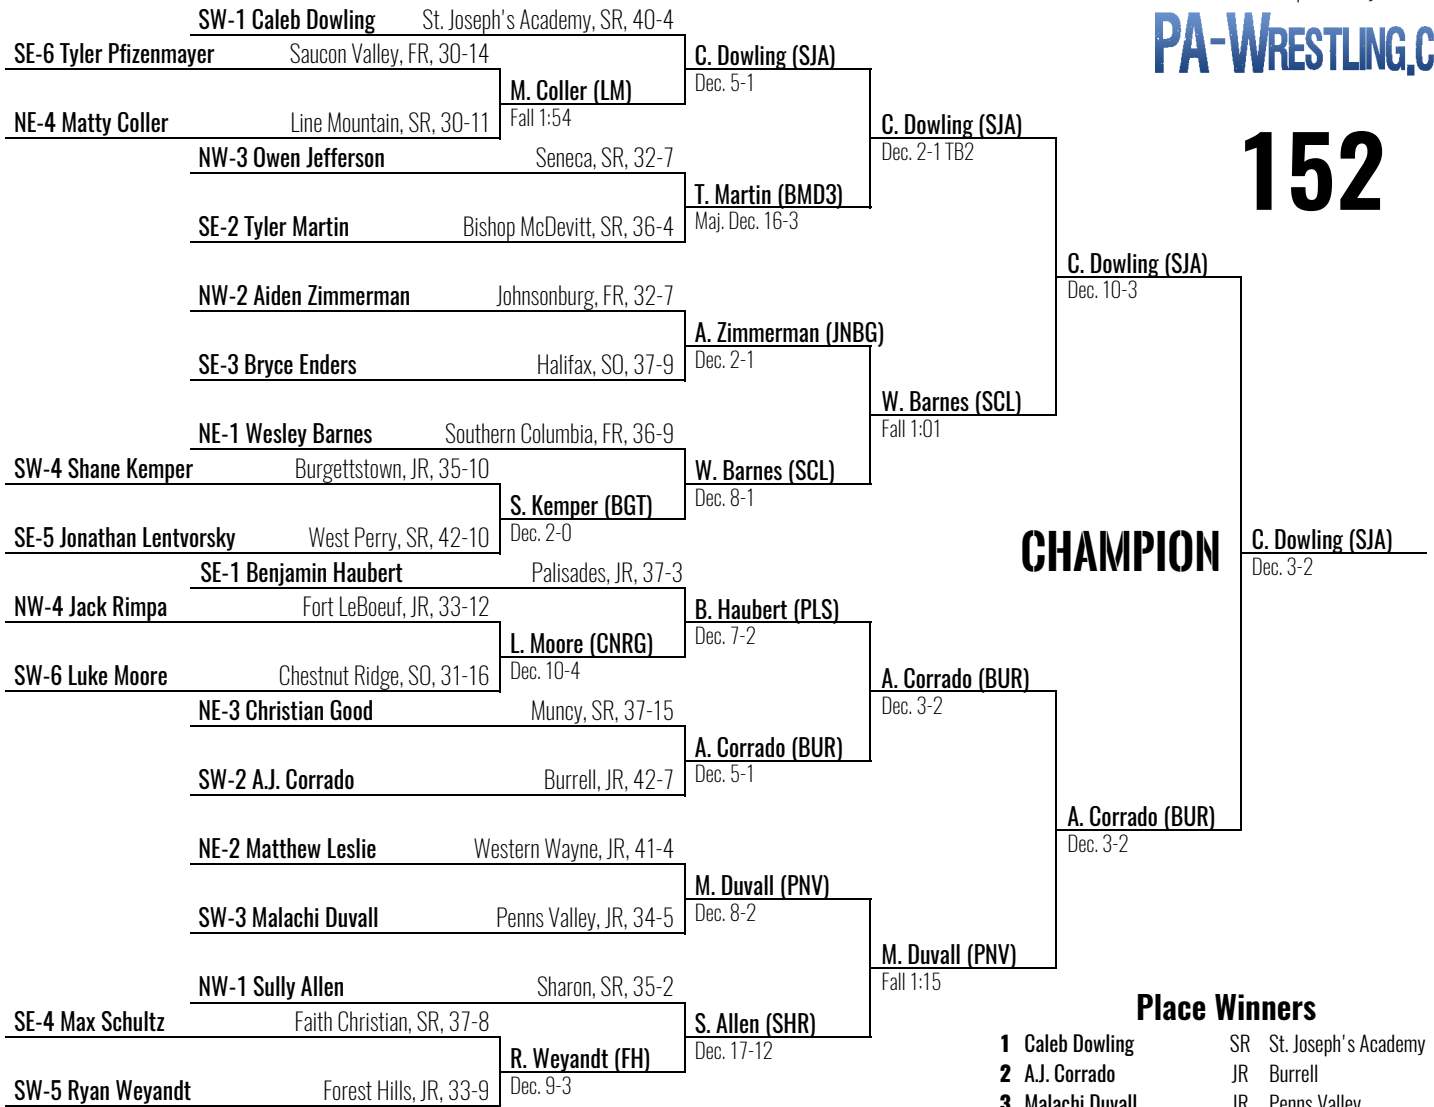 SW-1 Caleb Dowling St. Joseph's Academy, SR, 40-4
SE-6 Tyler Pfizenmayer Saucon Valley, FR, 30-14
C. Dowling (SJA)
Dec. 5-1
M. Coller (LM)
Fall 1:54
NE-4 Matty Coller Line Mountain, SR, 30-11
C. Dowling (SJA)
Dec. 2-1 TB2
NW-3 Owen Jefferson Seneca, SR, 32-7
T. Martin (BMD3)
Maj. Dec. 16-3
SE-2 Tyler Martin Bishop McDevitt, SR, 36-4
PA-WRESTLING.C
152
C. Dowling (SJA)
Dec. 10-3
NW-2 Aiden Zimmerman Johnsonburg, FR, 32-7
A. Zimmerman (JNBG)
Dec. 2-1
SE-3 Bryce Enders Halifax, SO, 37-9
W. Barnes (SCL)
Fall 1:01
NE-1 Wesley Barnes Southern Columbia, FR, 36-9
SW-4 Shane Kemper Burgettstown, JR, 35-10
W. Barnes (SCL)
Dec. 8-1
S. Kemper (BGT)
Dec. 2-0
SE-5 Jonathan Lentvorsky West Perry, SR, 42-10
CHAMPION
C. Dowling (SJA)
Dec. 3-2
SE-1 Benjamin Haubert Palisades, JR, 37-3
NW-4 Jack Rimpa Fort LeBoeuf, JR, 33-12
B. Haubert (PLS)
Dec. 7-2
L. Moore (CNRG)
Dec. 10-4
SW-6 Luke Moore Chestnut Ridge, SO, 31-16
A. Corrado (BUR)
Dec. 3-2
NE-3 Christian Good Muncy, SR, 37-15
A. Corrado (BUR)
Dec. 5-1
SW-2 A.J. Corrado Burrell, JR, 42-7
A. Corrado (BUR)
Dec. 3-2
NE-2 Matthew Leslie Western Wayne, JR, 41-4
M. Duvall (PNV)
Dec. 8-2
SW-3 Malachi Duvall Penns Valley, JR, 34-5
M. Duvall (PNV)
Fall 1:15
NW-1 Sully Allen Sharon, SR, 35-2
SE-4 Max Schultz Faith Christian, SR, 37-8
S. Allen (SHR)
Dec. 17-12
R. Weyandt (FH)
Dec. 9-3
SW-5 Ryan Weyandt Forest Hills, JR, 33-9
Place Winners
1 Caleb Dowling SR St. Joseph's Academy
2 A.J. Corrado JR Burrell
3 Malachi Duvall JR Penns Valley